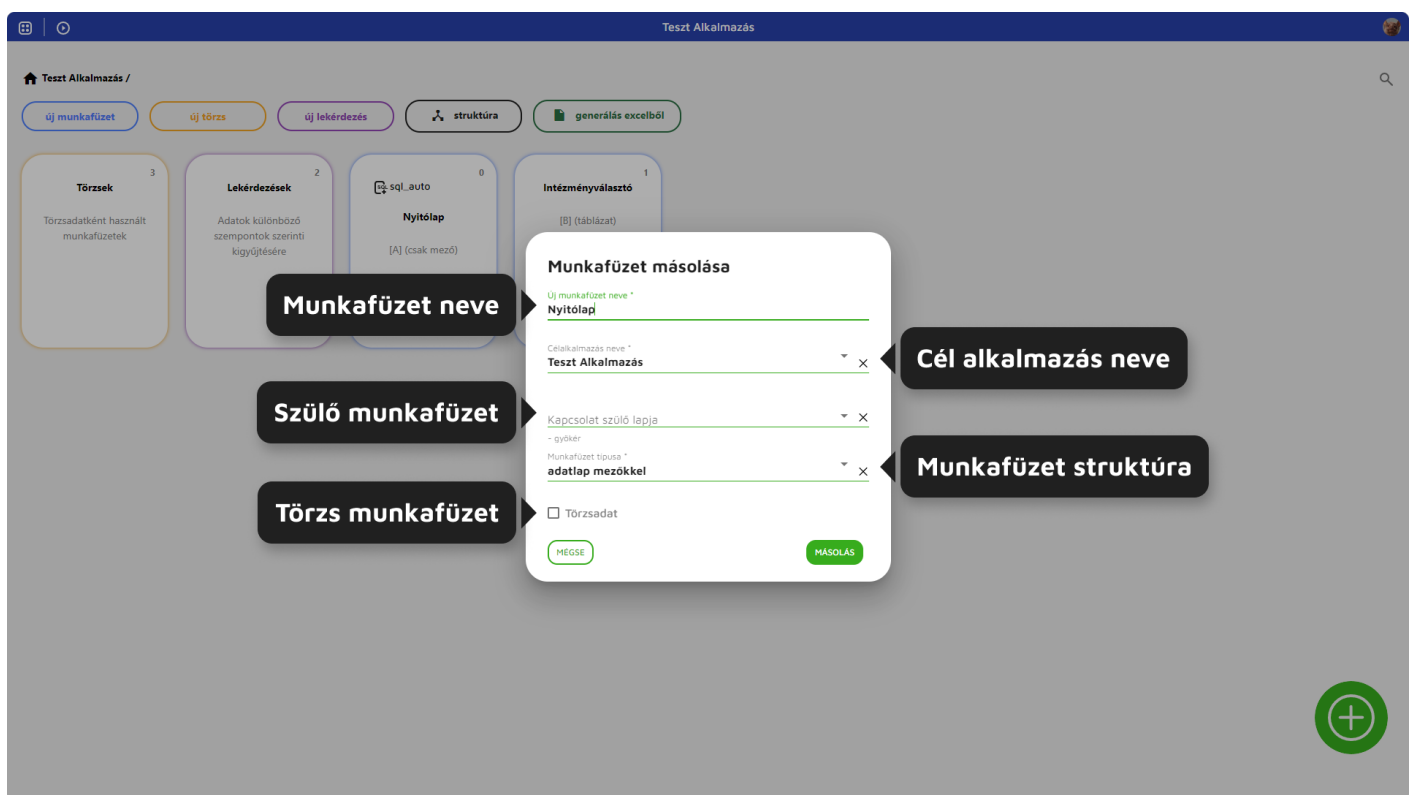 Teszt Alkalmazás
Teszt Alkalmazás /
új munkafüzet
új törzs
új lekérdezés
struktúra
generálás excelből
3
Törzsek
Törzsadatként használt
munkafüzetek
2
Lekérdezések
Adatok különböző
szempontok szerinti
kigyűjtésére
0
sql_auto
Nyitólap
[A] (csak mező)
1
Intézményválasztó
[B] (táblázat)
Munkafüzet másolása
Munkafüzet neve
Új munkafüzet neve *
Nyitólap
Célalkalmazás neve *
Teszt Alkalmazás
Cél alkalmazás neve
Szülő munkafüzet
Kapcsolat szülő lapja
- gyökér
Munkafüzet típusa *
adatlap mezőkkel
Munkafüzet struktúra
Törzs munkafüzet
Törzsadat
MÉGSE
MÁSOLÁS